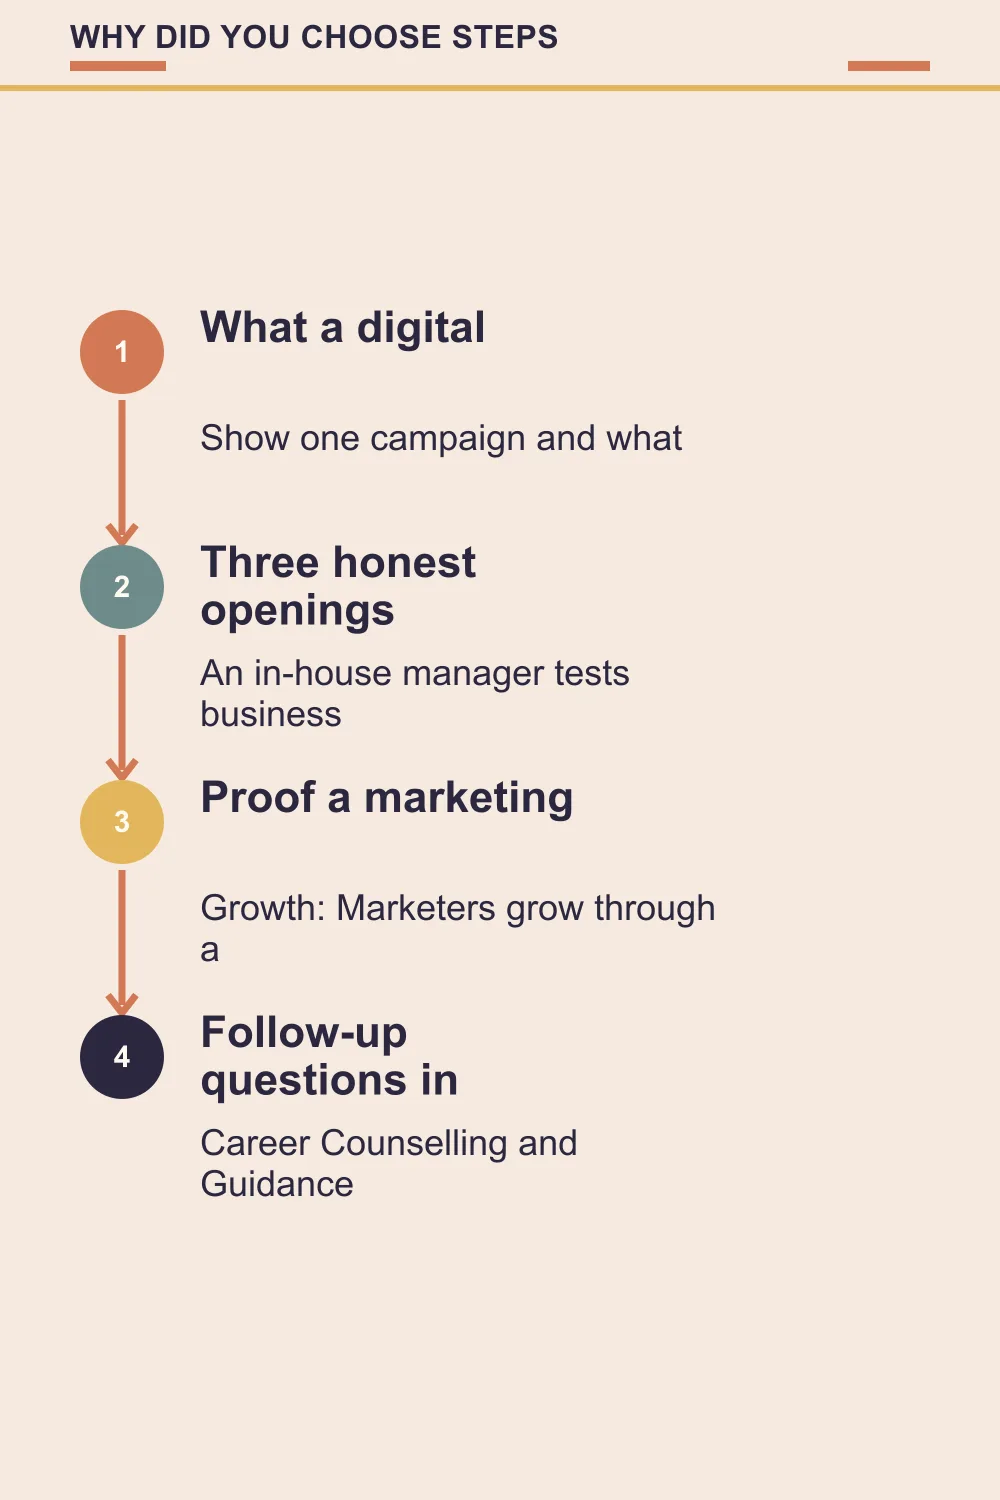 WHY DID YOU CHOOSE STEPS
1
What a digital
Show one campaign and what
2
Three honest
openings
An in-house manager tests
business
3
Proof a marketing
Growth: Marketers grow through
a
4
Follow-up
questions in
Career Counselling and
Guidance